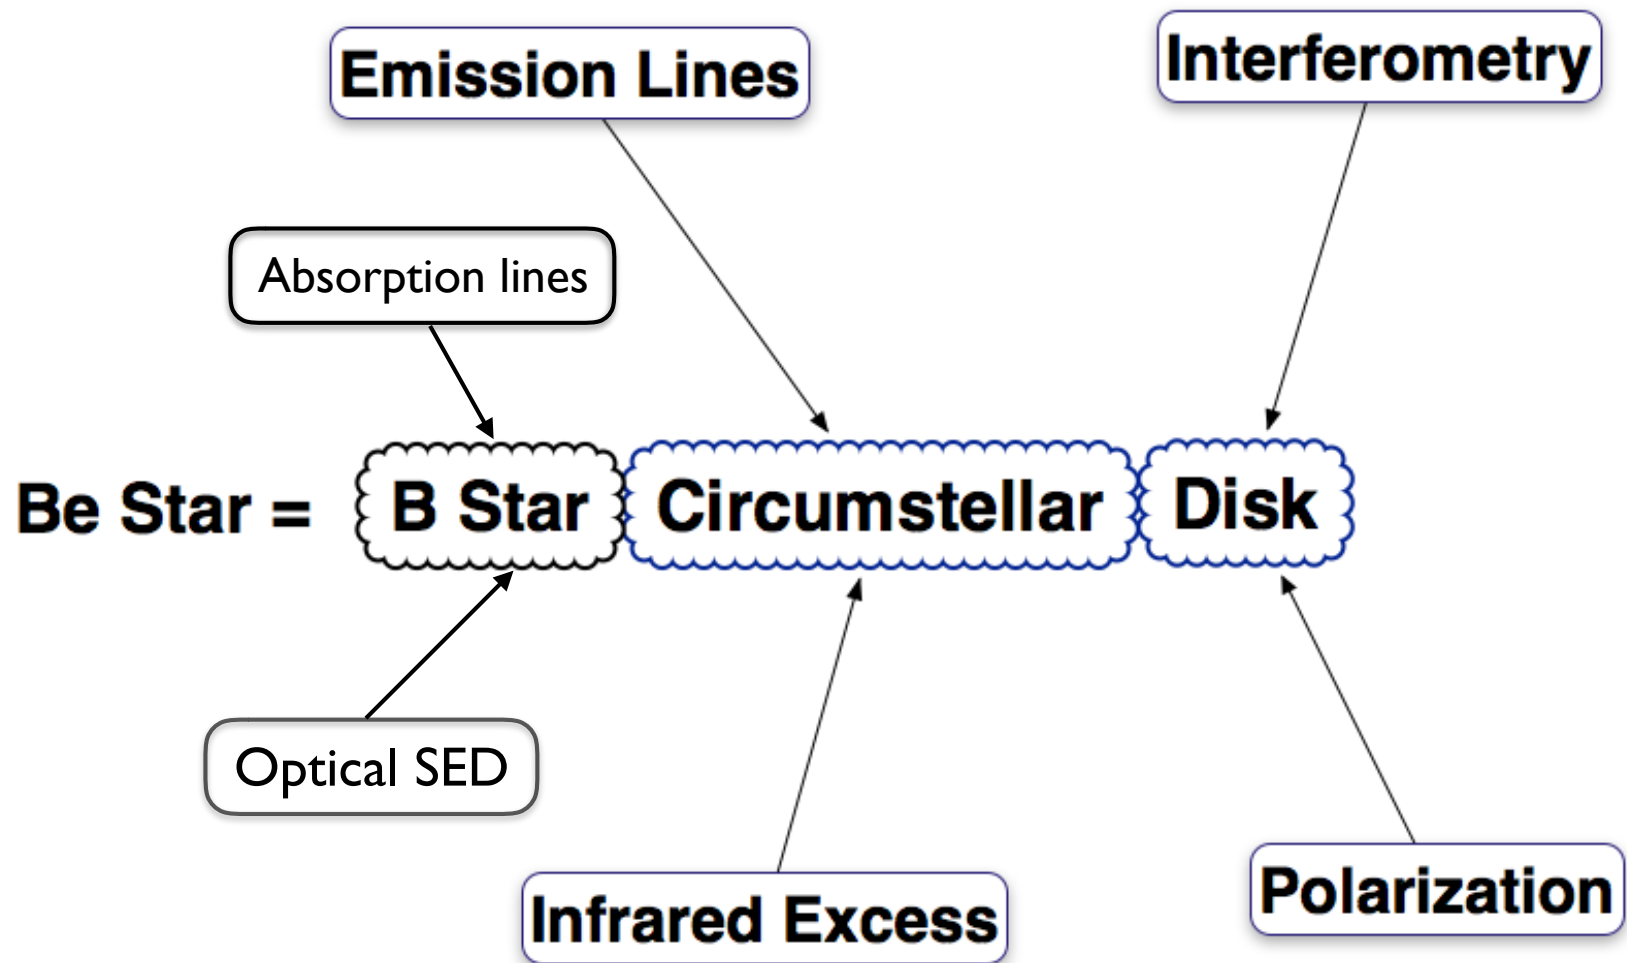 Emission Lines
Interferometry
Absorption lines
Be Star = B Star Circumstellar Disk
Optical SED
Infrared Excess
Polarization